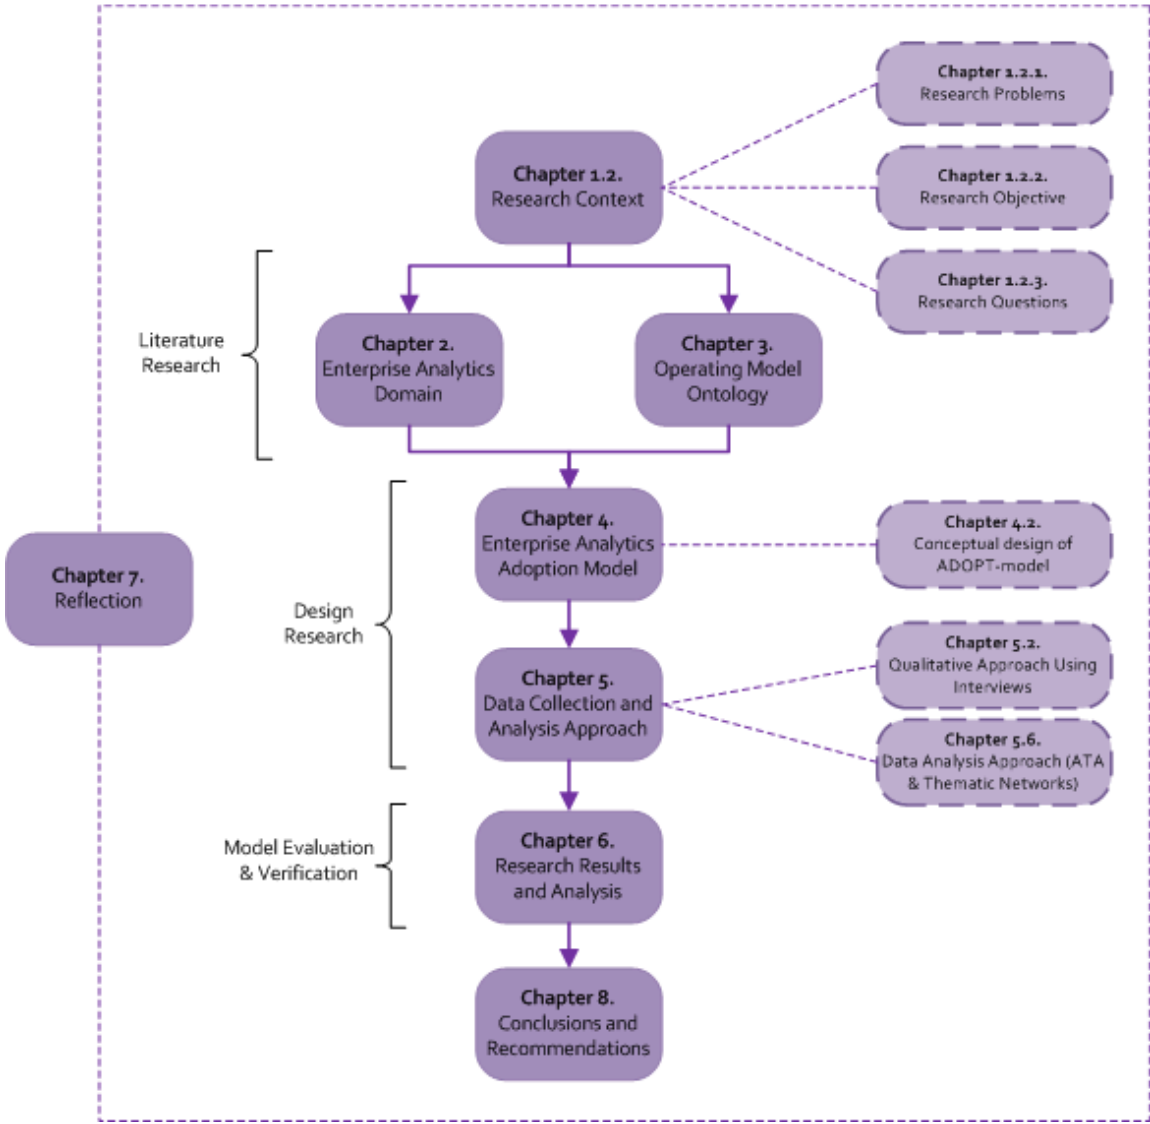 Chapter 1.2.1.
Research Problems
Chapter 1.2.
Research Context
Chapter 1.2.2.
Research Objective
Chapter 1.2.3.
Research Questions
Literature
Research
Chapter 2.
Enterprise Analytics
Domain
Chapter 3.
Operating Model
Ontology
Chapter 4.
Enterprise Analytics
Adoption Model
Chapter 4.2.
Conceptual design of
ADOPT-model
Chapter 7.
Reflection
Design
Research
Chapter 5.
Data Collection and
Analysis Approach
Chapter 5.2.
Qualitative Approach Using
Interviews
Chapter 5.6.
Data Analysis Approach (ATA
& Thematic Networks)
Model Evaluation
& Verification
Chapter 6.
Research Results
and Analysis
Chapter 8.
Conclusions and
Recommendations